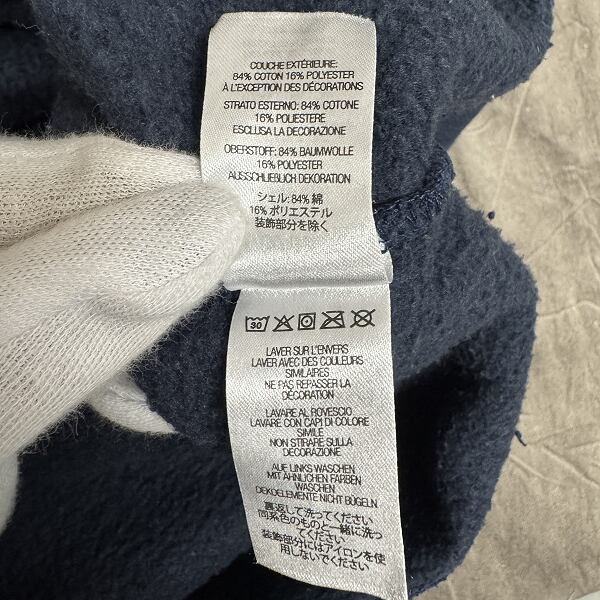 COUCHE EXTÉRIEURE:
84% COTON 16% POLYESTER
À L'EXCEPTION DES DÉCORATIONS
STRATO ESTERNO: 84% COTONE
16% POLIESTERE
ESCLUSA LA DECORAZIONE
OBERSTOFF: 84% BAUMWOLLE
16% POLYESTER
AUSSCHLIEßLICH DEKORATION
シェル: 84% 綿
16% ポリエステル
装飾部分を除く
30
LAVER SUR L'ENVERS
LAVER AVEC DES COULEURS
SIMILAIRES
NE PAS REPASSER LA
DÉCORATION
LAVARE AL ROVESCIO
LAVARE CON CAPI DI COLORE
SIMILE
NON STIRARE SULLA
DECORAZIONE
AUF LINKS WASCHEN
MIT ÄHNLICHEN FARBEN
WASCHEN
DEKOELEMENTE NICHT BÜGELN.
裏返して洗ってください
同系色のものと一緒に洗っ
てください
装飾部分にはアイロンを使
用しないでください